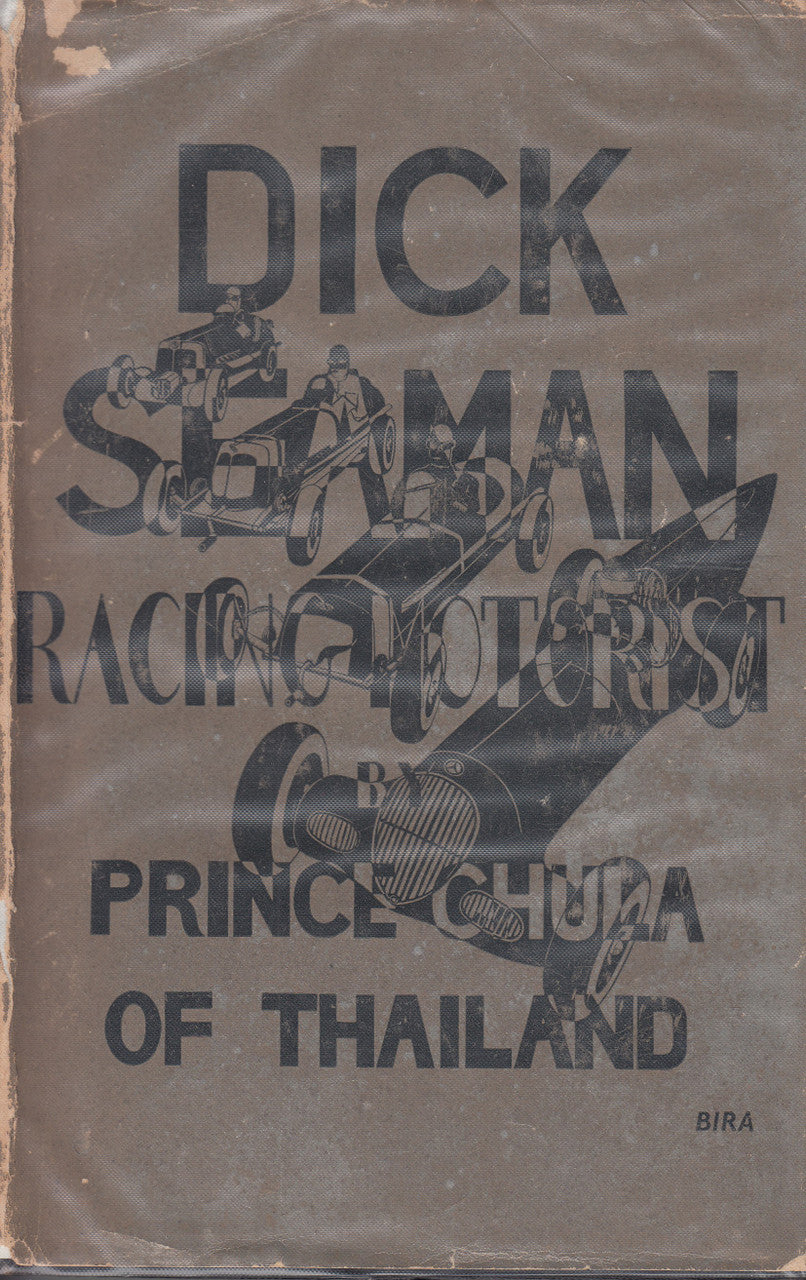 DICK
SEAMAN
RACING MOTORIST
BY
PRINCE CHULA
OF THAILAND
BIRA